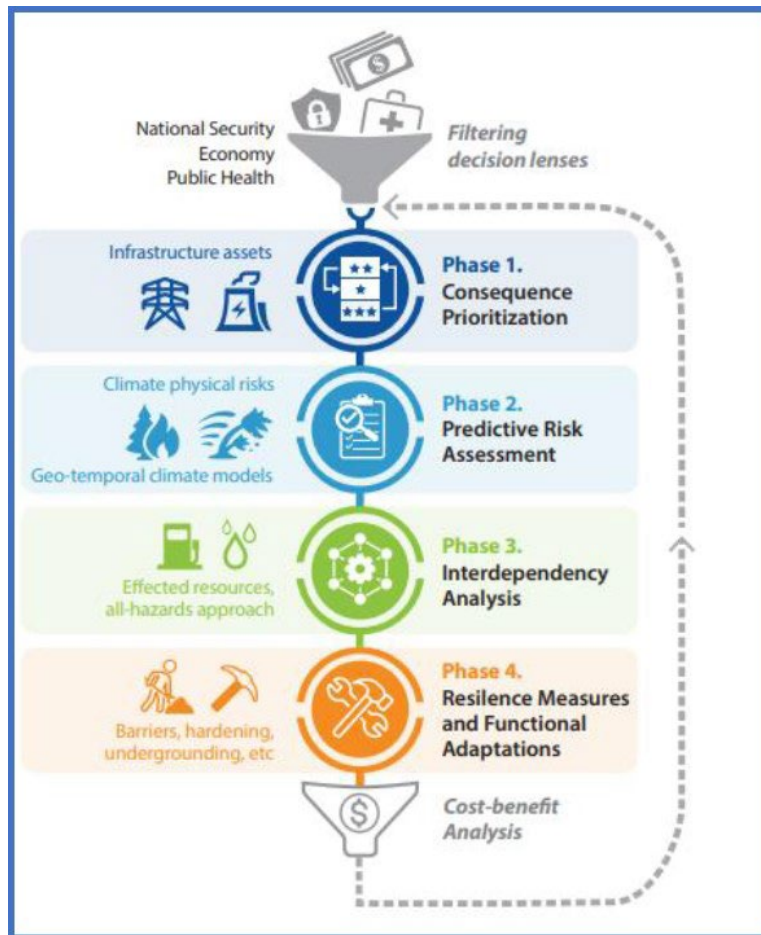 National Security
Economy
Public Health
Filtering
decision lenses
Infrastructure assets
Phase 1.
Consequence
Prioritization
Climate physical risks
Geo-temporal climate models
Phase 2.
Predictive Risk
Assessment
Effected resources,
all-hazards approach
Phase 3.
Interdependency
Analysis
Barriers, hardening,
undergrounding, etc
Phase 4.
Resilence Measures
and Functional
Adaptations
$
Cost-benefit
Analysis